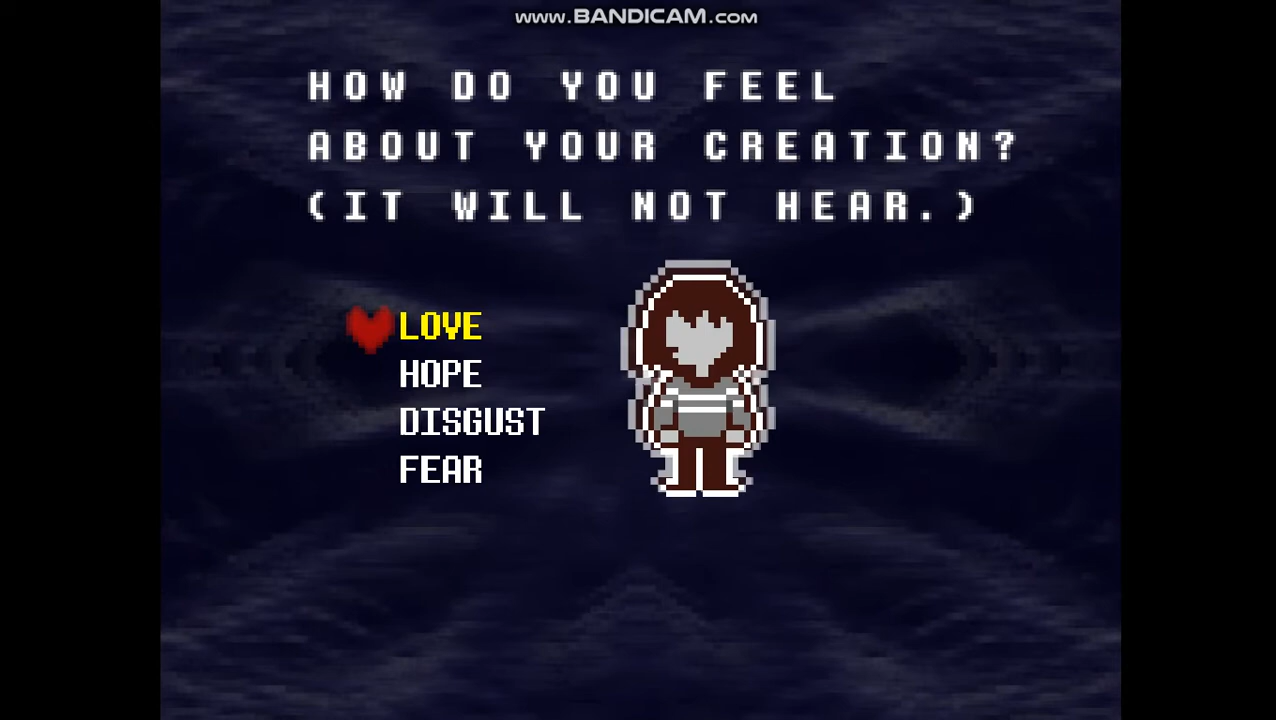 www.BANDICAM.com
HOW DO YOU FEEL
ABOUT YOUR CREATION?
(IT WILL NOT HEAR.)
LOVE
HOPE
DISGUST
FEAR